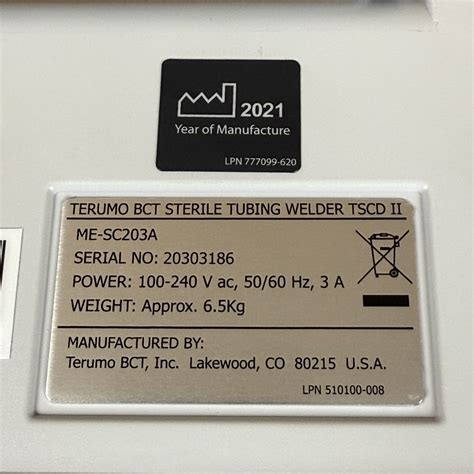 2021
Year of Manufacture
LPN 777099-620
TERUMO BCT STERILE TUBING WELDER TSCD II
ME-SC203A
SERIAL NO: 20303186
POWER: 100-240 V ac, 50/60 Hz, 3 A
WEIGHT: Approx. 6.5Kg
MANUFACTURED BY:
Terumo BCT, Inc. Lakewood, CO 80215 U.S.A.
LPN 510100-008